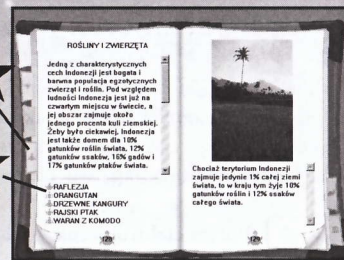 ROŚLINY I ZWIERZĘTA
Jedną z charakterystycznych
cech Indonezji jest bogata i
barwna populacja egzotycznych
zwierząt i roślin. Pod względem
ludności Indonezja jest już na
czwartym miejscu w świecie, a
jej obszar zajmuje około
jednego procenta kuli ziemskiej.
Żeby było ciekawiej, Indonezja
jest także domem dla 10%
gatunków roślin świata, 12%
gatunków ssaków, 16% gadów i
17% gatunków ptaków świata.
RAFLEZJA
ORANGUTAN
DRZEWNE KANGURY
RAJSKI PTAK
WARAN Z KOMODO
Chociaż terytorium Indonezji
zajmuje jedynie 1% całej ziemi
świata, to w kraju tym żyje 10%
gatunków roślin i 12% ssaków
całego świata.